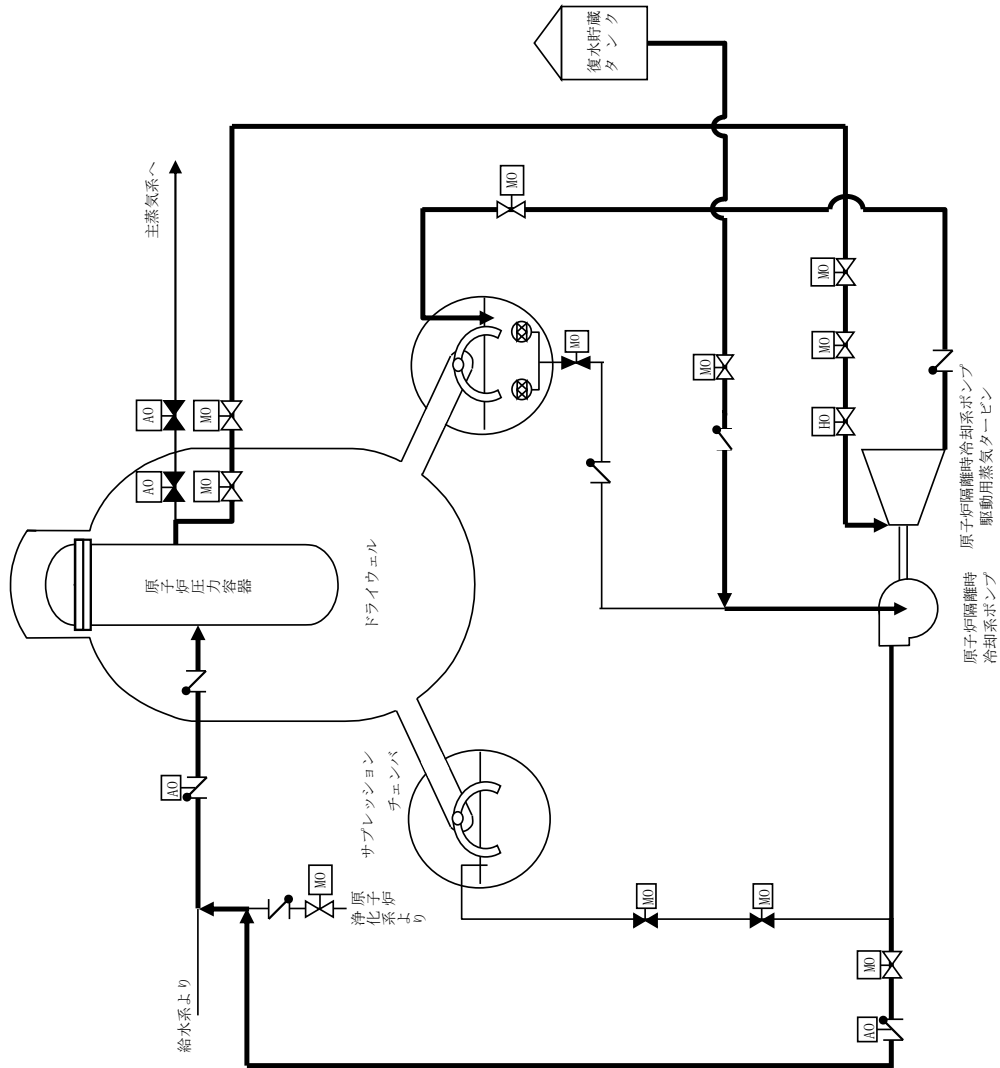 復水貯蔵
タンク
主蒸気系へ
MO
AO
AO
MO
MO
MO
MO
HO
MO
MO
MO
原子炉圧力容器
ドライウェル
原子炉隔離時冷却系ポンプ
駆動用蒸気タービン
原子炉隔離時
冷却系ポンプ
サプレッション
チェンバ
AO
MO
原子炉
浄化系より
給水系より
MO
MO
MO
AO